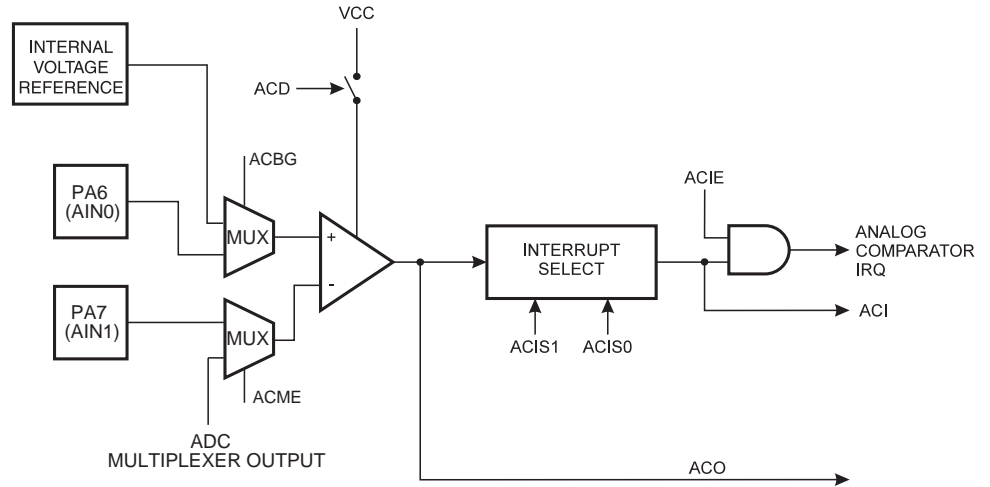 VCC
INTERNAL
VOLTAGE
REFERENCE
ACD
ACBG
PA6
(AIN0)
MUX
+
-
PA7
(AIN1)
MUX
ACME
ADC
MULTIPLEXER OUTPUT
INTERRUPT
SELECT
ACIS1
ACIS0
ACIE
ANALOG
COMPARATOR
IRQ
ACI
ACO